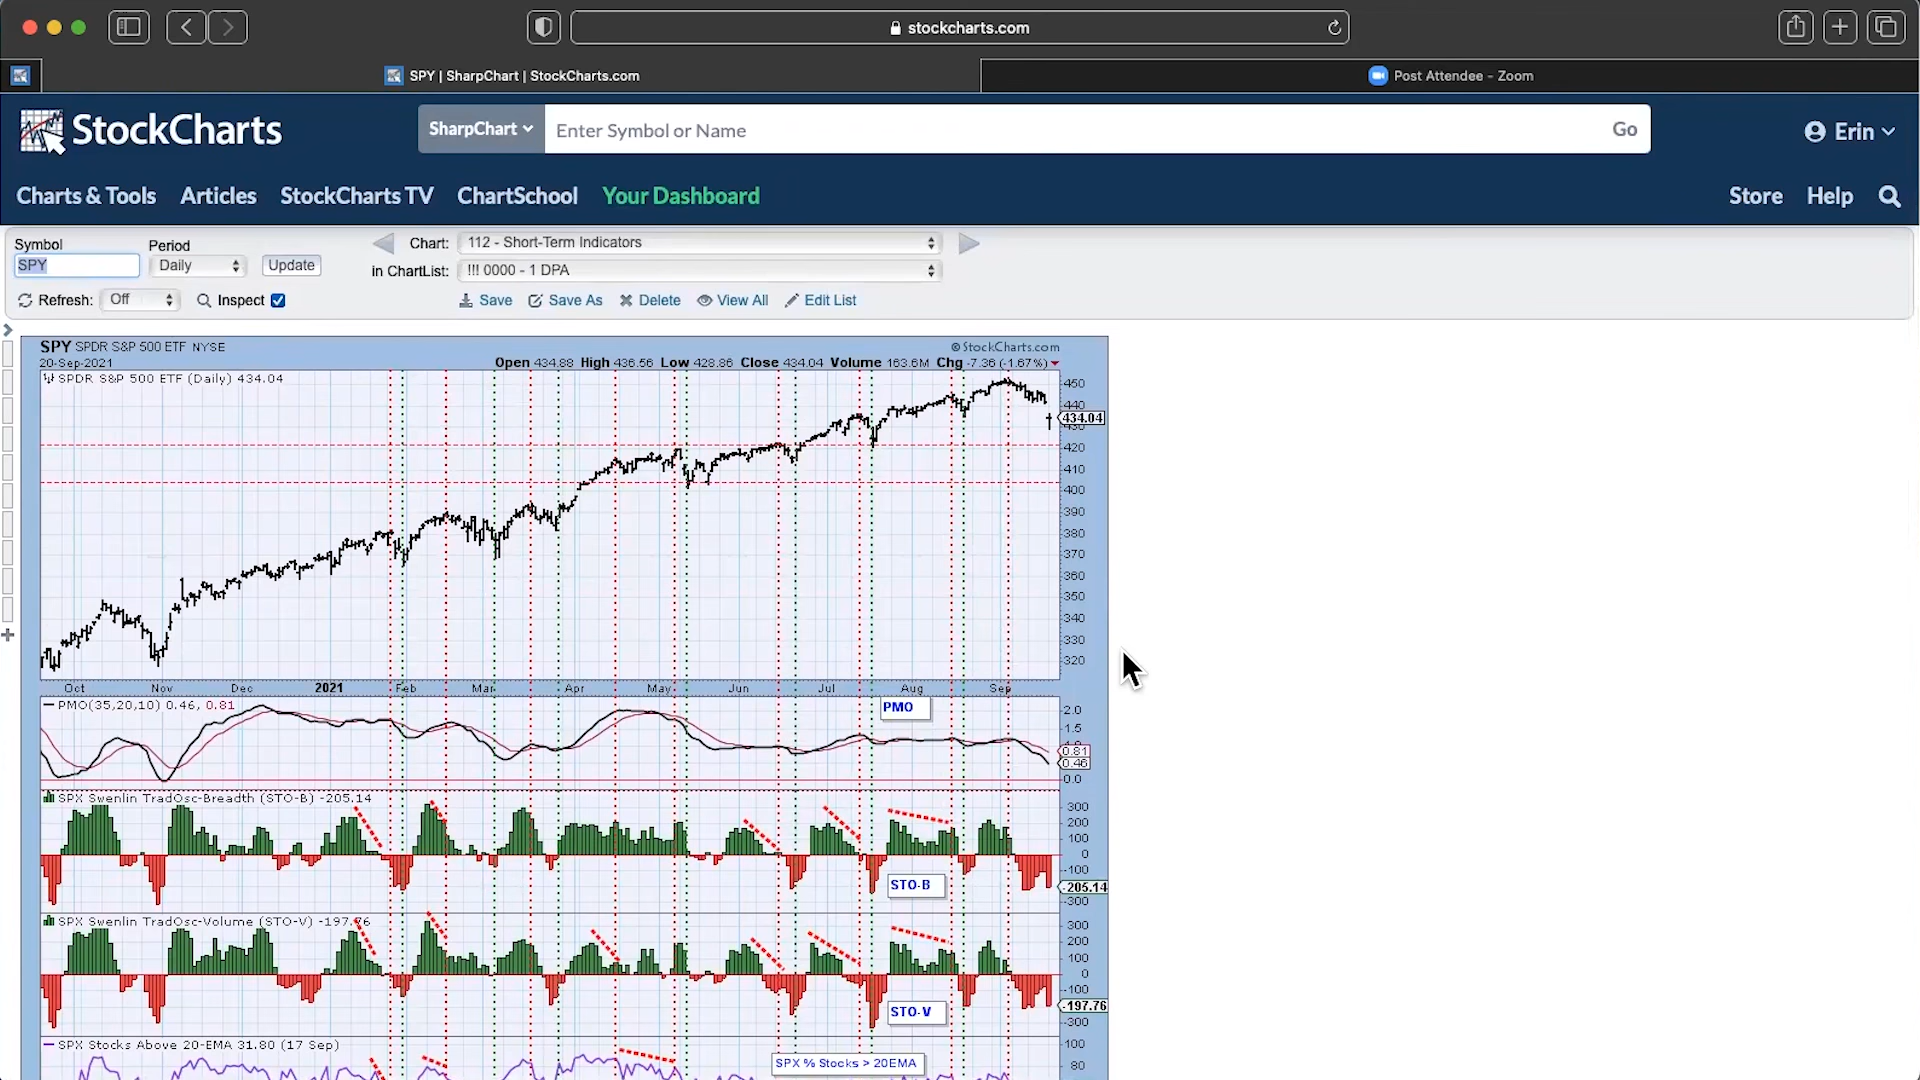 stockcharts.com
SPY | SharpChart | StockCharts.com
Post Attendee - Zoom
StockCharts
SharpChart
Enter Symbol or Name
Go
Erin
Charts & Tools
Articles
StockCharts TV
ChartSchool
Your Dashboard
Store
Help
Symbol
Period
Chart:
112 - Short-Term Indicators
SPY
Daily
Update
in ChartList:
!!! 0000 - 1 DPA
Refresh:
Off
Inspect
Save
Save As
Delete
View All
Edit List
SPY SPDR S&P 500 ETF NYSE
© StockCharts.com
20-Sep-2021
Open 434.88 High 436.56 Low 428.86 Close 434.04 Volume 163.6M Chg -7.36 (-1.67%)
SPDR S&P 500 ETF (Daily) 434.04
450
440
434.04
430
420
410
400
390
380
370
360
350
340
330
320
Oct Nov Dec 2021 Feb Mar Apr May Jun Jul Aug Sep
PMO(35,20,10) 0.46, 0.81
PMO
2.0
1.5
0.81
0.46
0.0
SPX Swenlin TradOsc-Breadth (STO-B) -205.14
300
200
100
0
-100
STO-B
-205.14
-300
SPX Swenlin TradOsc-Volume (STO-V) -197.76
300
200
100
0
-100
STO-V
-197.76
-300
SPX Stocks Above 20-EMA 31.80 (17 Sep)
100
SPX % Stocks > 20EMA
80